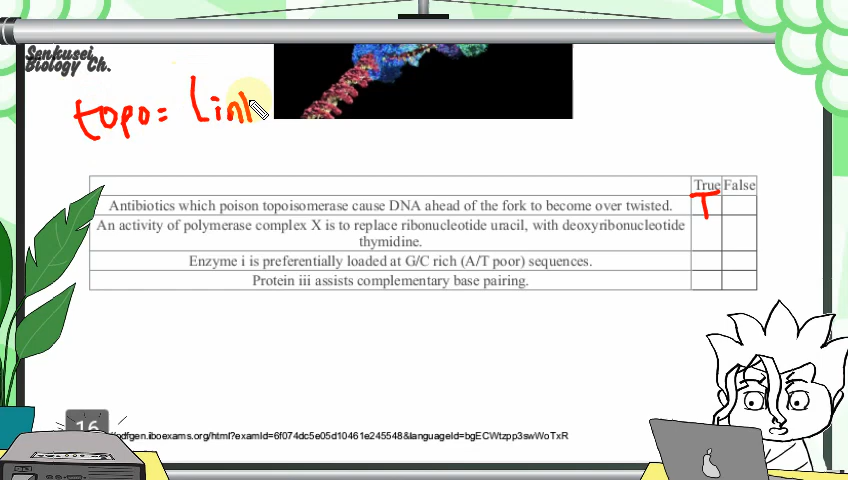 Senkusei
Biology Ch.
topo= Link
True False
Antibiotics which poison topoisomerase cause DNA ahead of the fork to become over twisted.
T
An activity of polymerase complex X is to replace ribonucleotide uracil, with deoxyribonucleotide
thymidine.
Enzyme i is preferentially loaded at G/C rich (A/T poor) sequences.
Protein iii assists complementary base pairing.
16
pdfgen.iboexams.org/html?examId=6f074dc5e05d10461e245548&languageId=bgECWtzpp3swWoTxR